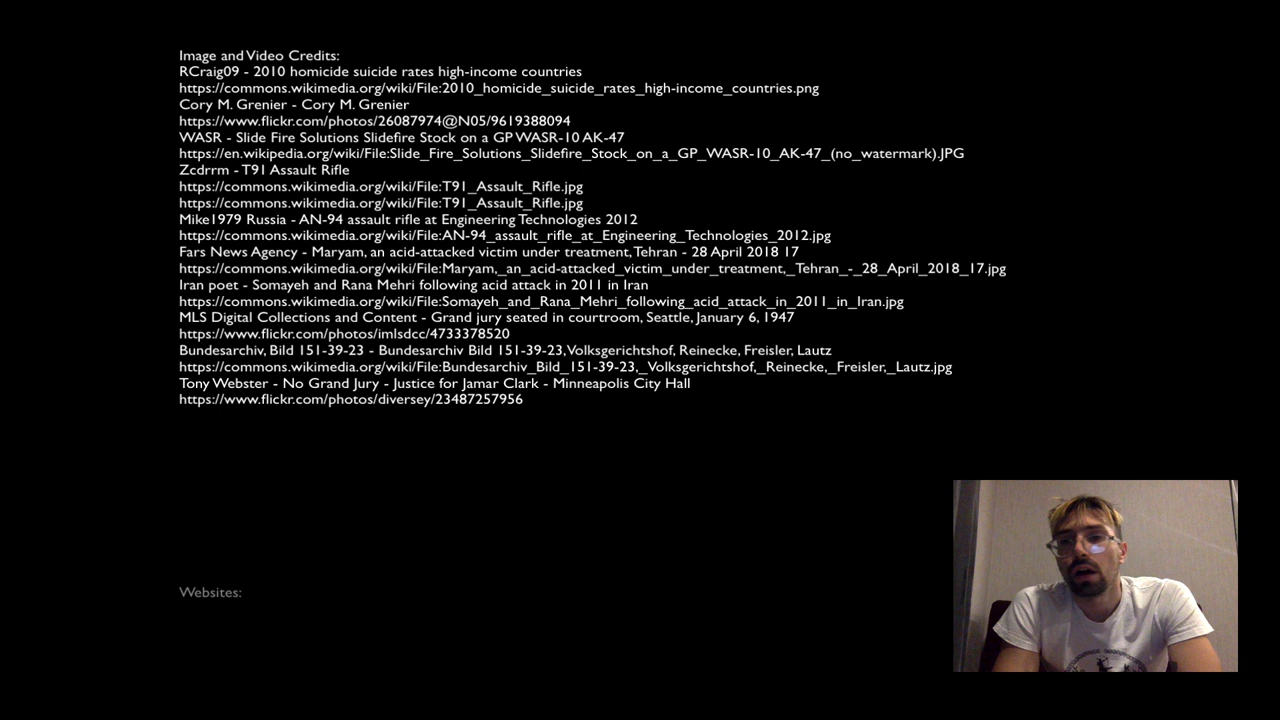 Image and Video Credits:
RCraig09 - 2010 homicide suicide rates high-income countries
https://commons.wikimedia.org/wiki/File:2010_homicide_suicide_rates_high-income_countries.png
Cory M. Grenier - Cory M. Grenier
https://www.flickr.com/photos/26087974@N05/9619388094
WASR - Slide Fire Solutions Slidefire Stock on a GP WASR-10 AK-47
https://en.wikipedia.org/wiki/File:Slide_Fire_Solutions_Slidefire_Stock_on_a_GP_WASR-10_AK-47_(no_watermark).JPG
Zcdrrm - T91 Assault Rifle
https://commons.wikimedia.org/wiki/File:T91_Assault_Rifle.jpg
https://commons.wikimedia.org/wiki/File:T91_Assault_Rifle.jpg
Mike1979 Russia - AN-94 assault rifle at Engineering Technologies 2012
https://commons.wikimedia.org/wiki/File:AN-94_assault_rifle_at_Engineering_Technologies_2012.jpg
Fars News Agency - Maryam, an acid-attacked victim under treatment, Tehran - 28 April 2018 17
https://commons.wikimedia.org/wiki/File:Maryam,_an_acid-attacked_victim_under_treatment,_Tehran_-_28_April_2018_17.jpg
Iran poet - Somayeh and Rana Mehri following acid attack in 2011 in Iran
https://commons.wikimedia.org/wiki/File:Somayeh_and_Rana_Mehri_following_acid_attack_in_2011_in_Iran.jpg
MLS Digital Collections and Content - Grand jury seated in courtroom, Seattle, January 6, 1947
https://www.flickr.com/photos/imlsdcc/4733378520
Bundesarchiv, Bild 151-39-23 - Bundesarchiv Bild 151-39-23, Volksgerichtshof, Reinecke, Freisler, Lautz
https://commons.wikimedia.org/wiki/File:Bundesarchiv_Bild_151-39-23,_Volksgerichtshof,_Reinecke,_Freisler,_Lautz.jpg
Tony Webster - No Grand Jury - Justice for Jamar Clark - Minneapolis City Hall
https://www.flickr.com/photos/diversey/23487257956
Websites: